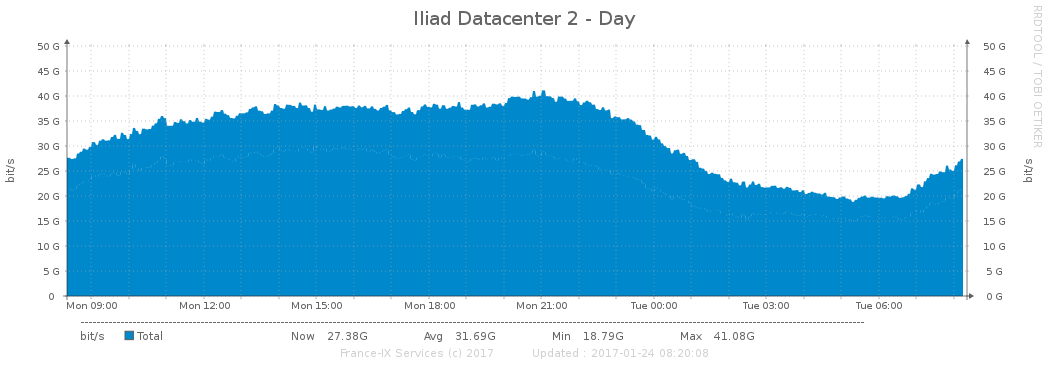 Iliad Datacenter 2 - Day
RRDTOOL / TOBI OETIKER
50 G 50 G
45 G 45 G
40 G 40 G
35 G 35 G
30 G 30 G
25 G 25 G
20 G 20 G
15 G 15 G
10 G 10 G
5 G 5 G
0 0 G
bit/s bit/s
Mon 09:00 Mon 12:00 Mon 15:00 Mon 18:00 Mon 21:00 Tue 00:00 Tue 03:00 Tue 06:00
bit/s Total Now 27.38G Avg 31.69G Min 18.79G Max 41.08G
France-IX Services (c) 2017 Updated : 2017-01-24 08:20:08